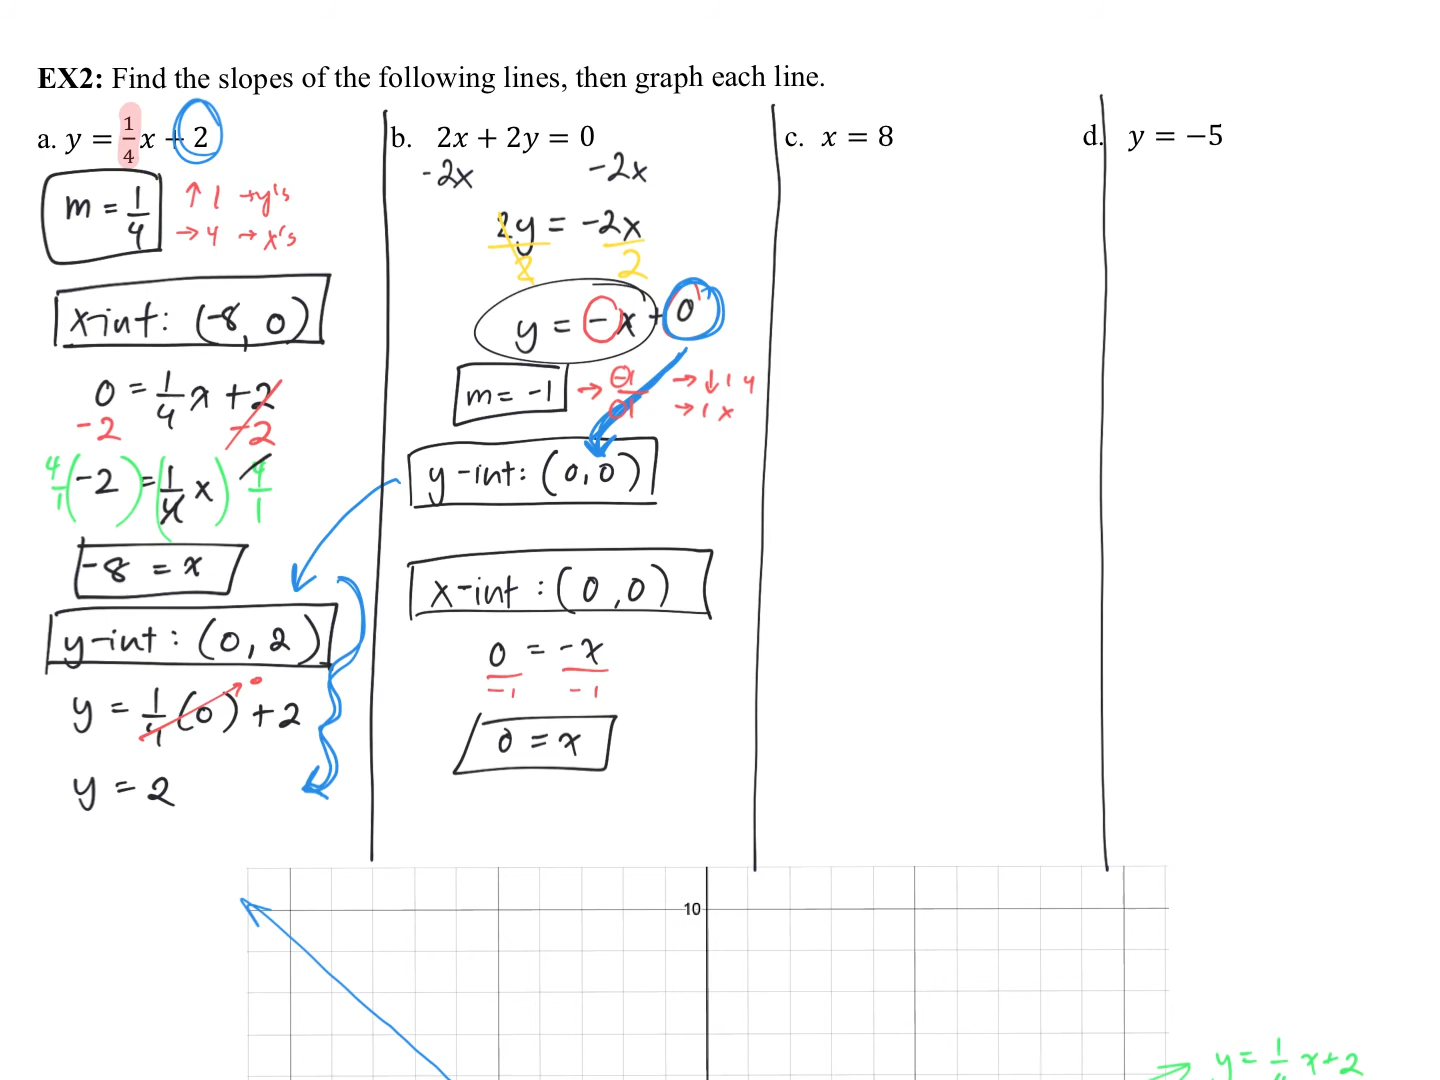 EX2: Find the slopes of the following lines, then graph each line.
a. y = 1/4 x + 2
m = 1/4
↑ 1 → y's
→ 4 → x's
x-int: (-8, 0)
0 = 1/4 x + 2
-2 -2
4/1 (-2) = (1/4 x) 4/1
-8 = x
y-int: (0, 2)
y = 1/4 (0) + 2
0
y = 2
b. 2x + 2y = 0
-2x -2x
2y = -2x
2 2
y = -x + 0
m = -1 → -1/1 → ↓ 1 y
→ 1 x
y-int: (0,0)
x-int: (0,0)
0 = -x
-1 -1
0 = x
c. x = 8
d. y = −5
10
y = 1/4 x + 2